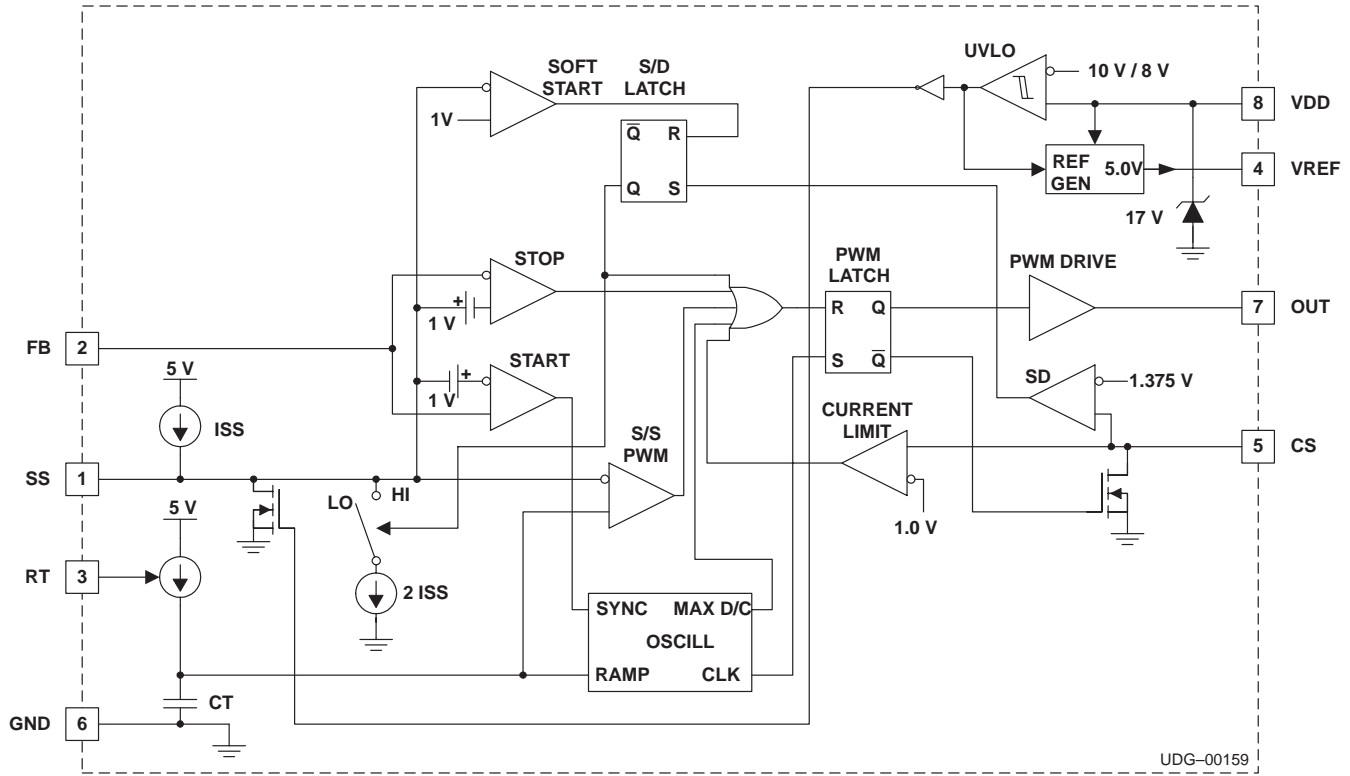 UVLO
SOFT
START
S/D
LATCH
10 V / 8 V
8
VDD
1V
Q
R
REF
GEN
5.0V
4
VREF
Q
S
17 V
STOP
PWM
LATCH
PWM DRIVE
+
1 V
R
Q
7
OUT
FB
2
START
S
Q
SD
1.375 V
5 V
+
1 V
CURRENT
LIMIT
ISS
S/S
PWM
5
CS
SS
1
HI
LO
5 V
1.0 V
RT
3
2 ISS
SYNC
MAX D/C
OSCILL
RAMP
CLK
CT
GND
6
UDG–00159